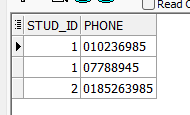 Read O
STUD_ID PHONE
1 010236985
1 07788945
2 0185263985